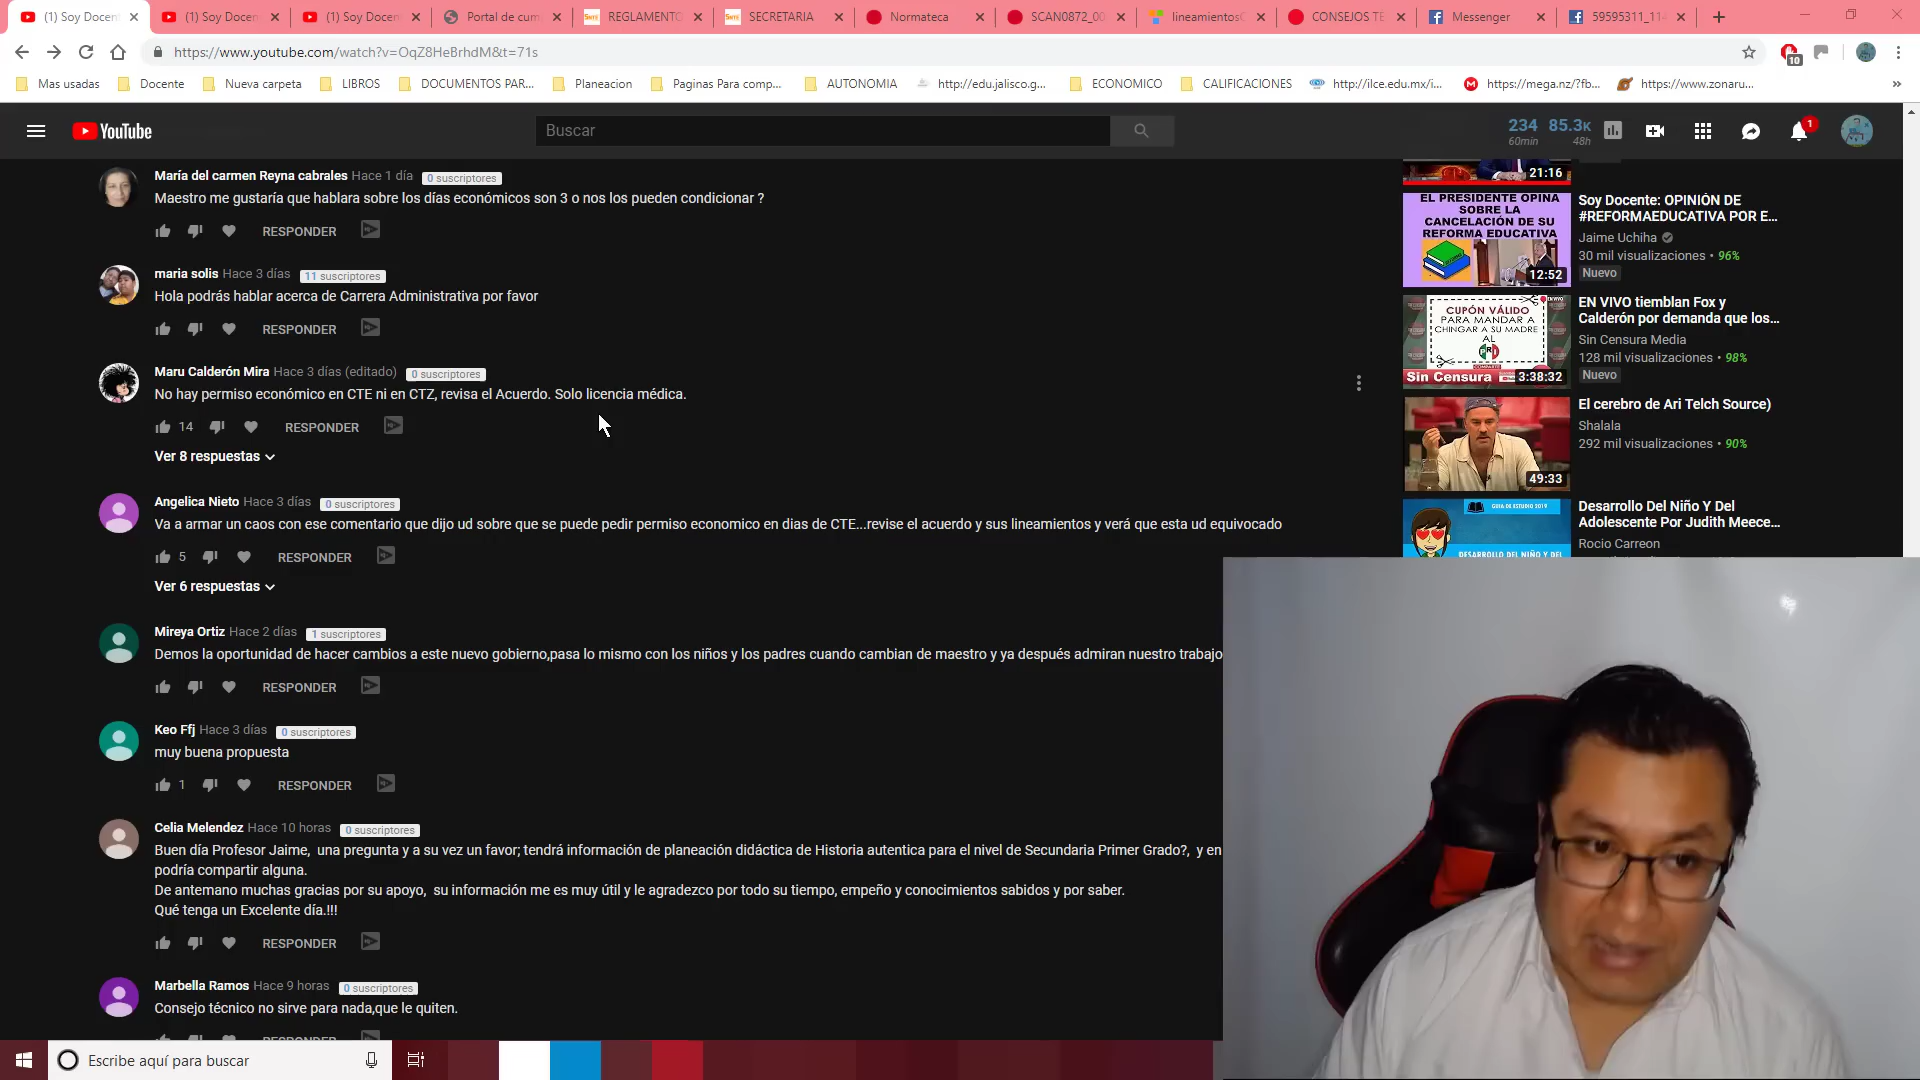 (1) Soy Docen
(1) Soy Docen
(1) Soy Docen
Portal de cum
SNTE
REGLAMENTO
SNTE
SECRETARIA
Normateca
SCAN0872_00
lineamientosC
CONSEJOS TE
Messenger
59595311_114
https://www.youtube.com/watch?v=OqZ8HeBrhdM&t=71s
10
Mas usadas
Docente
Nueva carpeta
LIBROS
DOCUMENTOS PAR...
Planeacion
Paginas Para comp...
AUTONOMIA
http://edu.jalisco.g...
ECONOMICO
CALIFICACIONES
http://ilce.edu.mx/i...
https://mega.nz/?fb...
https://www.zonaru...
YouTube
Buscar
234
60min
85.3K
48h
1
María del carmen Reyna cabrales Hace 1 día 0 suscriptores
Maestro me gustaría que hablara sobre los días económicos son 3 o nos los pueden condicionar ?
RESPONDER
maria solis Hace 3 días 11 suscriptores
Hola podrás hablar acerca de Carrera Administrativa por favor
RESPONDER
Maru Calderón Mira Hace 3 días (editado) 0 suscriptores
No hay permiso económico en CTE ni en CTZ, revisa el Acuerdo. Solo licencia médica.
14 RESPONDER
Ver 8 respuestas
Angelica Nieto Hace 3 días 0 suscriptores
Va a armar un caos con ese comentario que dijo ud sobre que se puede pedir permiso economico en dias de CTE...revise el acuerdo y sus lineamientos y verá que esta ud equivocado
5 RESPONDER
Ver 6 respuestas
Mireya Ortiz Hace 2 días 1 suscriptores
Demos la oportunidad de hacer cambios a este nuevo gobierno,pasa lo mismo con los niños y los padres cuando cambian de maestro y ya después admiran nuestro trabajo
RESPONDER
Keo Ffj Hace 3 días 0 suscriptores
muy buena propuesta
1 RESPONDER
Celia Melendez Hace 10 horas 0 suscriptores
Buen día Profesor Jaime, una pregunta y a su vez un favor; tendrá información de planeación didáctica de Historia autentica para el nivel de Secundaria Primer Grado?, y en
podría compartir alguna.
De antemano muchas gracias por su apoyo, su información me es muy útil y le agradezco por todo su tiempo, empeño y conocimientos sabidos y por saber.
Qué tenga un Excelente día.!!!
RESPONDER
Marbella Ramos Hace 9 horas 0 suscriptores
Consejo técnico no sirve para nada,que le quiten.
RESPONDER
21:16
EL PRESIDENTE OPINA
SOBRE LA
CANCELACIÓN DE SU
REFORMA EDUCATIVA
12:52
Soy Docente: OPINIÓN DE
#REFORMAEDUCATIVA POR E...
Jaime Uchiha
30 mil visualizaciones • 96%
Nuevo
CUPÓN VÁLIDO
PARA MANDAR A
CHINGAR A SU MADRE
AL
PRI
Sin Censura
3:38:32
EN VIVO tiemblan Fox y
Calderón por demanda que los...
Sin Censura Media
128 mil visualizaciones • 98%
Nuevo
49:33
El cerebro de Ari Telch Source)
Shalala
292 mil visualizaciones • 90%
GUIA DE ESTUDIO 2019
DESARROLLO DEL NIÑO Y DEL
Desarrollo Del Niño Y Del
Adolescente Por Judith Meece...
Rocio Carreon
Escribe aquí para buscar